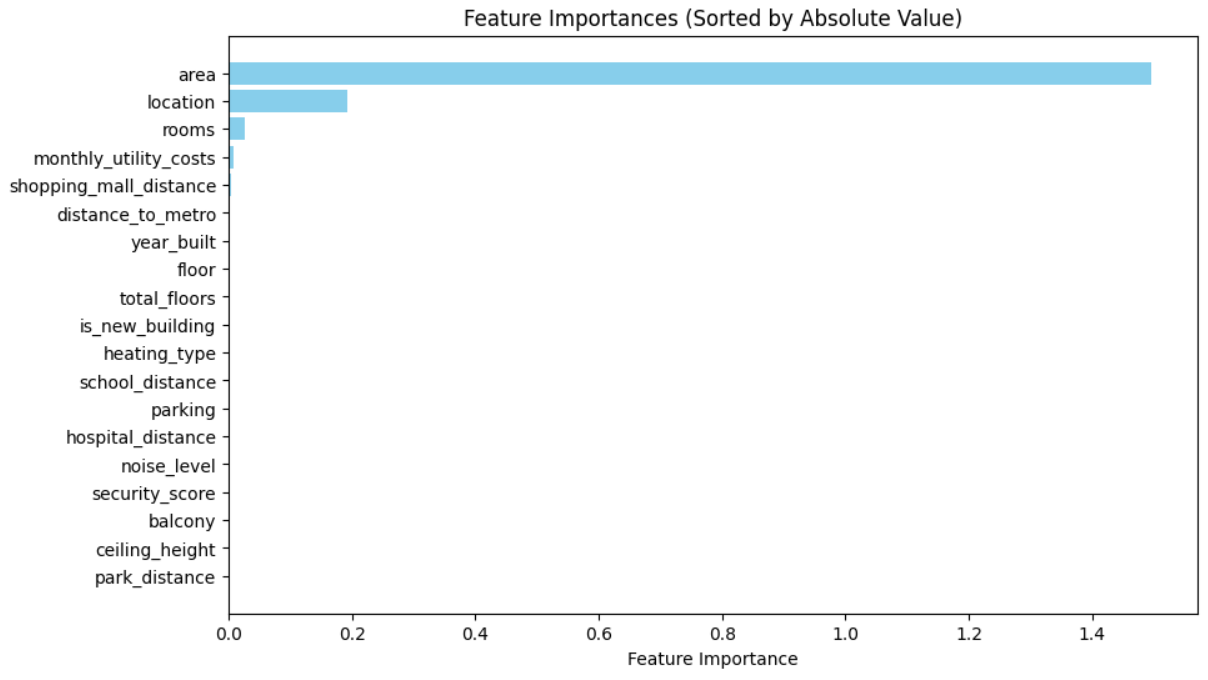 Feature Importances (Sorted by Absolute Value)
area
location
rooms
monthly_utility_costs
shopping_mall_distance
distance_to_metro
year_built
floor
total_floors
is_new_building
heating_type
school_distance
parking
hospital_distance
noise_level
security_score
balcony
ceiling_height
park_distance
0.0 0.2 0.4 0.6 0.8 1.0 1.2 1.4
Feature Importance